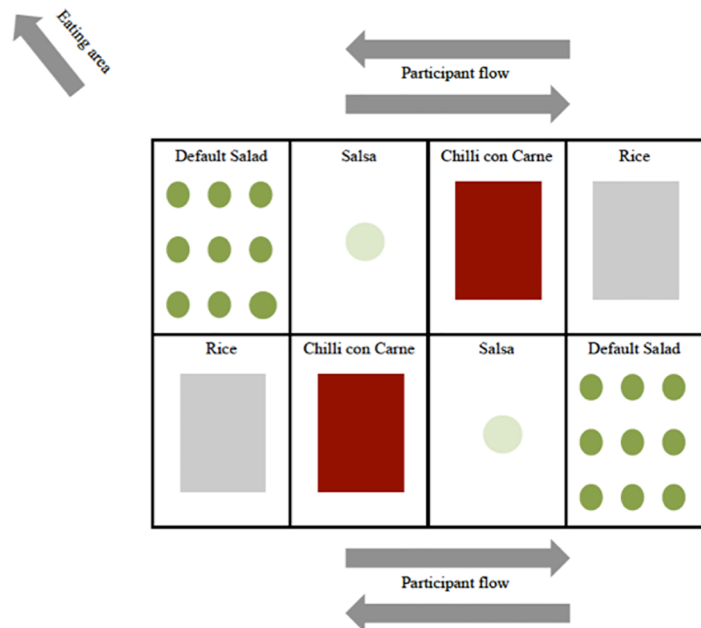 Eating area
Participant flow
Default Salad
Salsa
Chilli con Carne
Rice
Rice
Chilli con Carne
Salsa
Default Salad
Participant flow